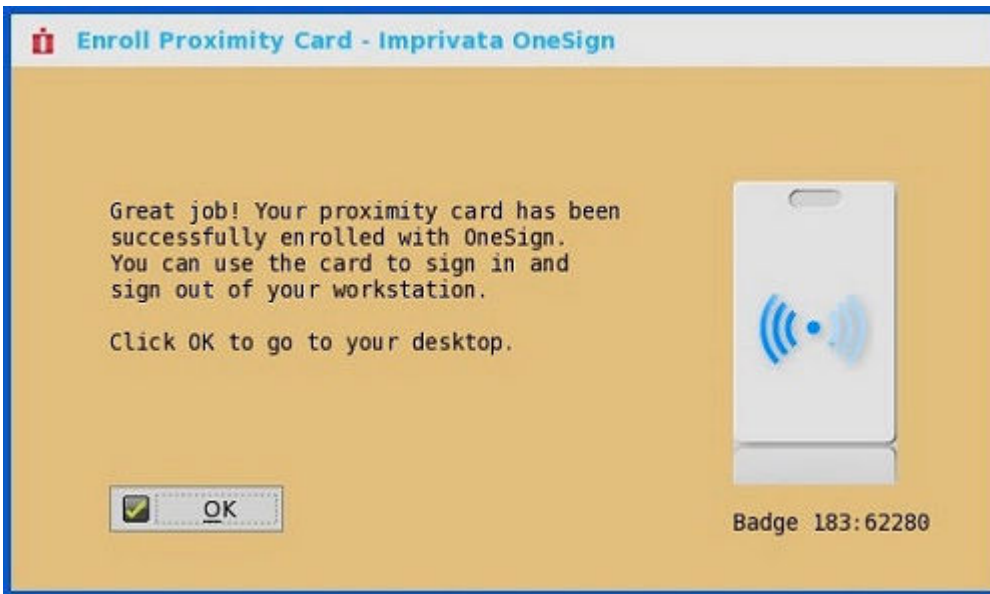 Enroll Proximity Card - Imprivata OneSign
Great job! Your proximity card has been
successfully enrolled with OneSign.
You can use the card to sign in and
sign out of your workstation.
Click OK to go to your desktop.
OK
Badge 183:62280